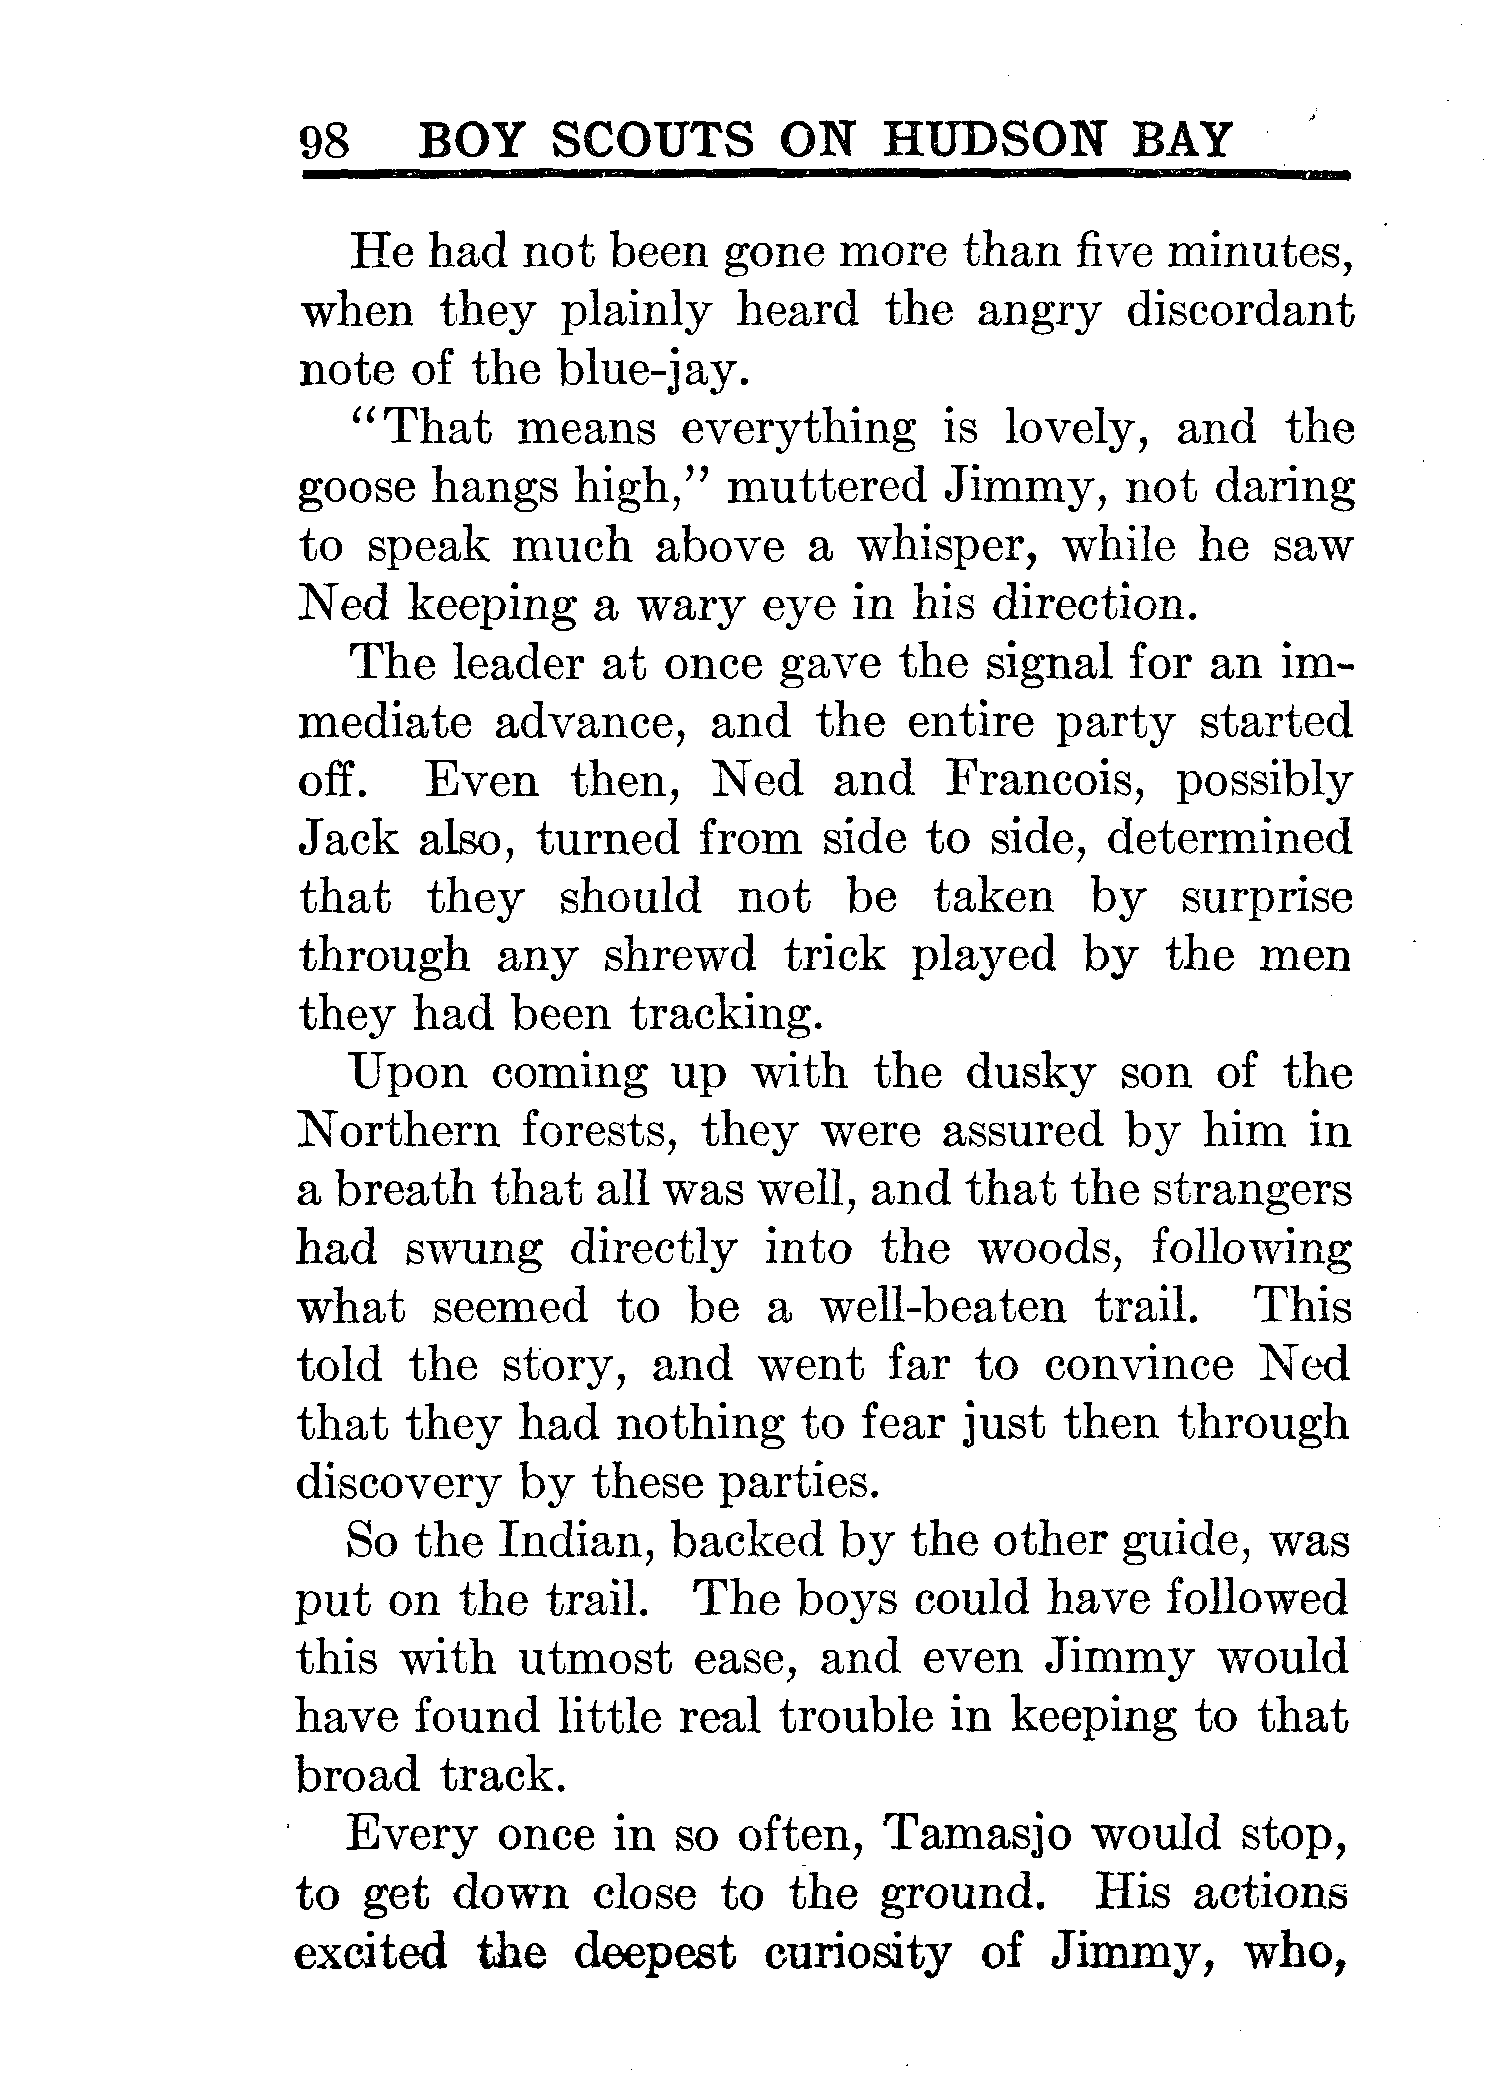 98 BOY SCOUTS ON HUDSON BAY
He had not been gone more than five minutes,
when they plainly heard the angry discordant
note of the blue-jay.
“That means everything is lovely, and the
goose hangs high,” muttered Jimmy, not daring
to speak much above a whisper, while he saw
Ned keeping a wary eye in his direction.
The leader at once gave the signal for an im-
mediate advance, and the entire party started
off. Even then, Ned and Francois, possibly
Jack also, turned from side to side, determined
that they should not be taken by surprise
through any shrewd trick played by the men
they had been tracking.
Upon coming up with the dusky son of the
Northern forests, they were assured by him in
a breath that all was well, and that the strangers
had swung directly into the woods, following
what seemed to be a well-beaten trail. This
told the story, and went far to convince Ned
that they had nothing to fear just then through
discovery by these parties.
So the Indian, backed by the other guide, was
put on the trail. The boys could have followed
this with utmost ease, and even Jimmy would
have found little real trouble in keeping to that
broad track.
Every once in so often, Tamasjo would stop,
to get down close to the ground. His actions
excited the deepest curiosity of Jimmy, who,